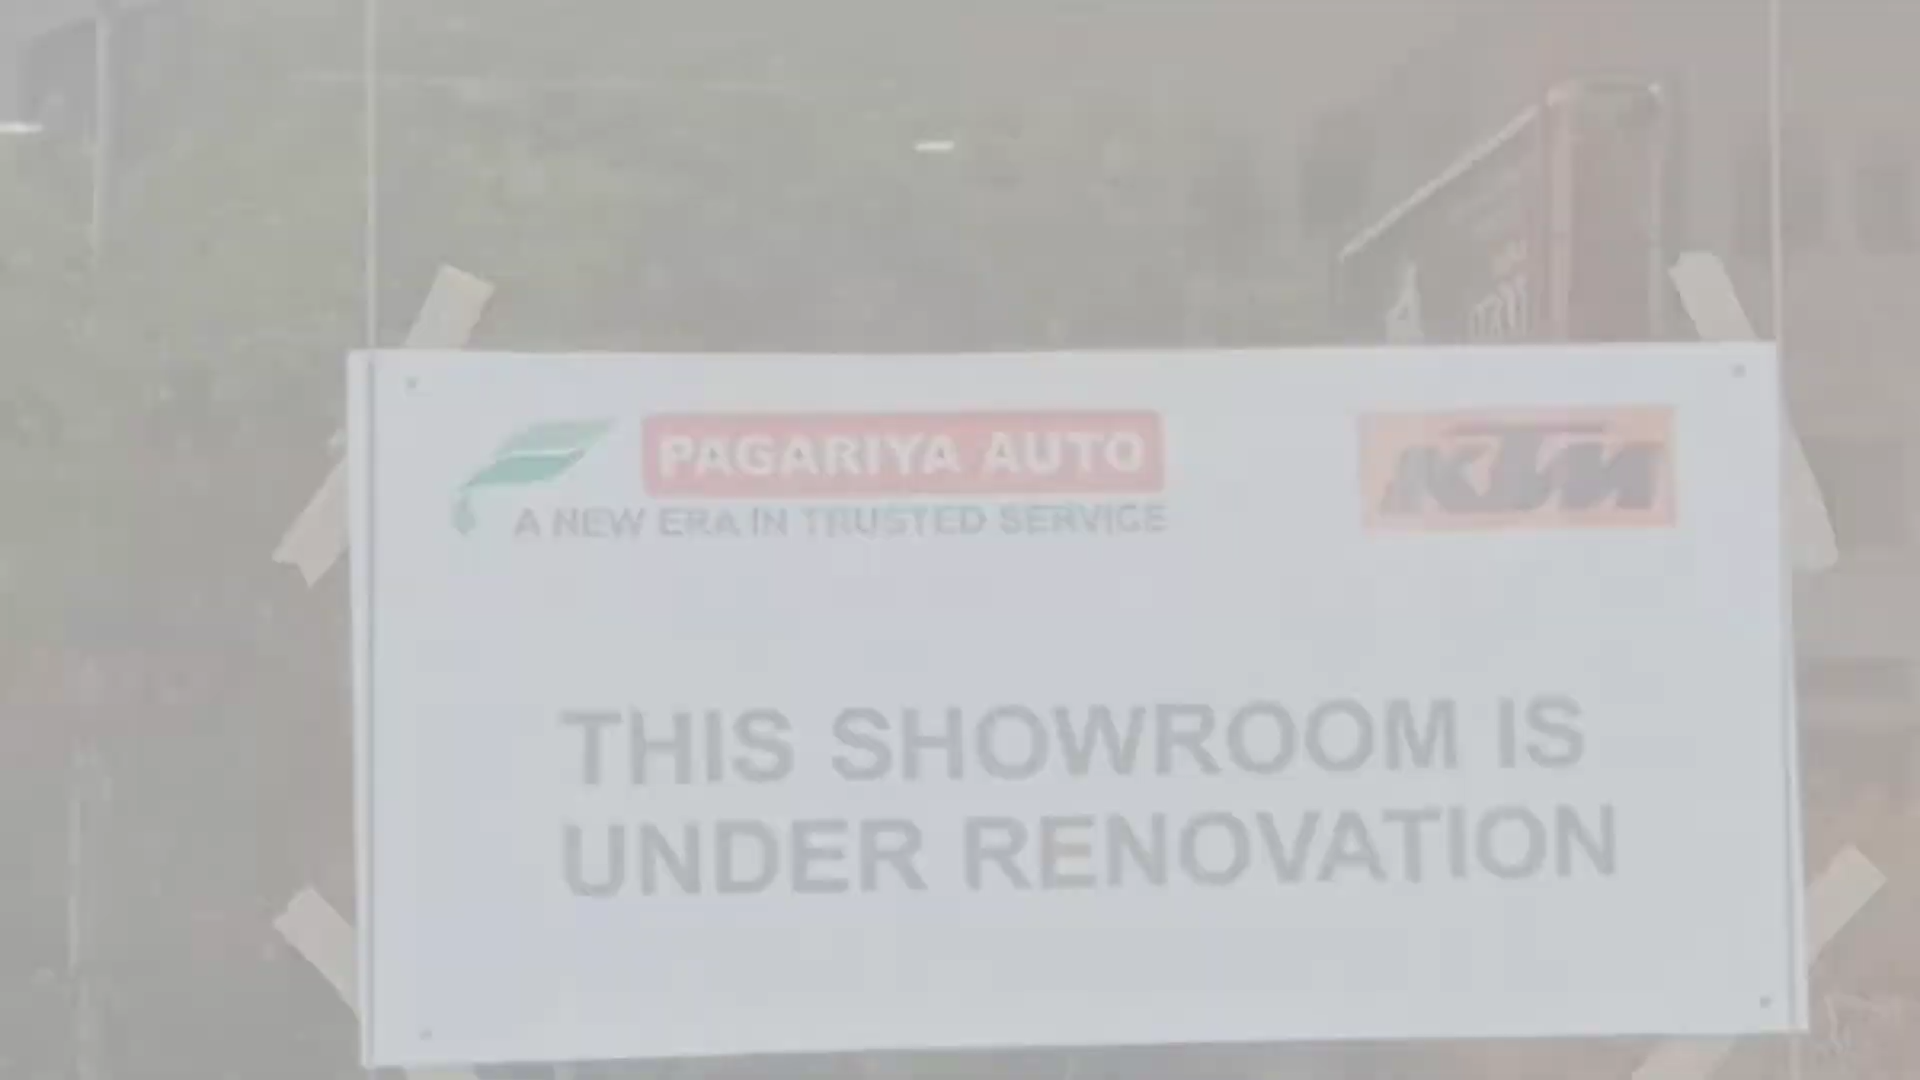 PAGARIYA AUTO
A NEW ERA IN TRUSTED SERVICE
KTM
THIS SHOWROOM IS
UNDER RENOVATION